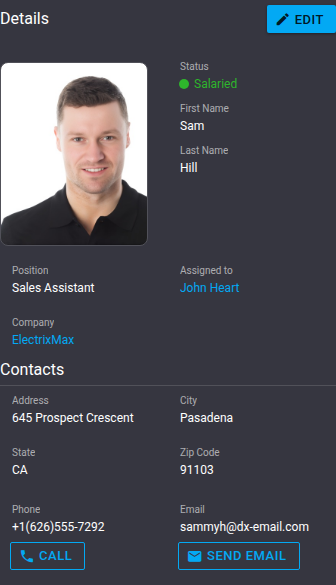 Details
EDIT
Status
Salaried
First Name
Sam
Last Name
Hill
Position
Sales Assistant
Assigned to
John Heart
Company
ElectrixMax
Contacts
Address
645 Prospect Crescent
City
Pasadena
State
CA
Zip Code
91103
Phone
+1(626)555-7292
CALL
Email
sammyh@dx-email.com
SEND EMAIL